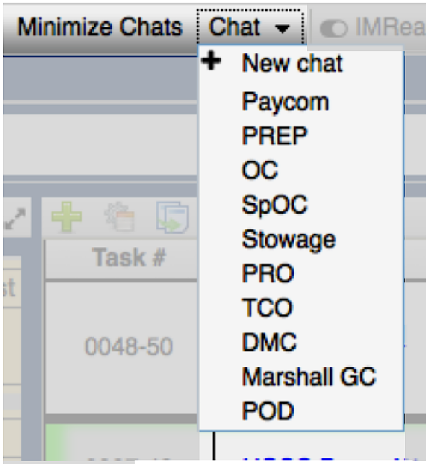 Minimize Chats Chat IMRea
New chat
Paycom
PREP
OC
SpOC
Stowage
Task #
PRO
st
TCO
0048-50
DMC
Marshall GC
POD